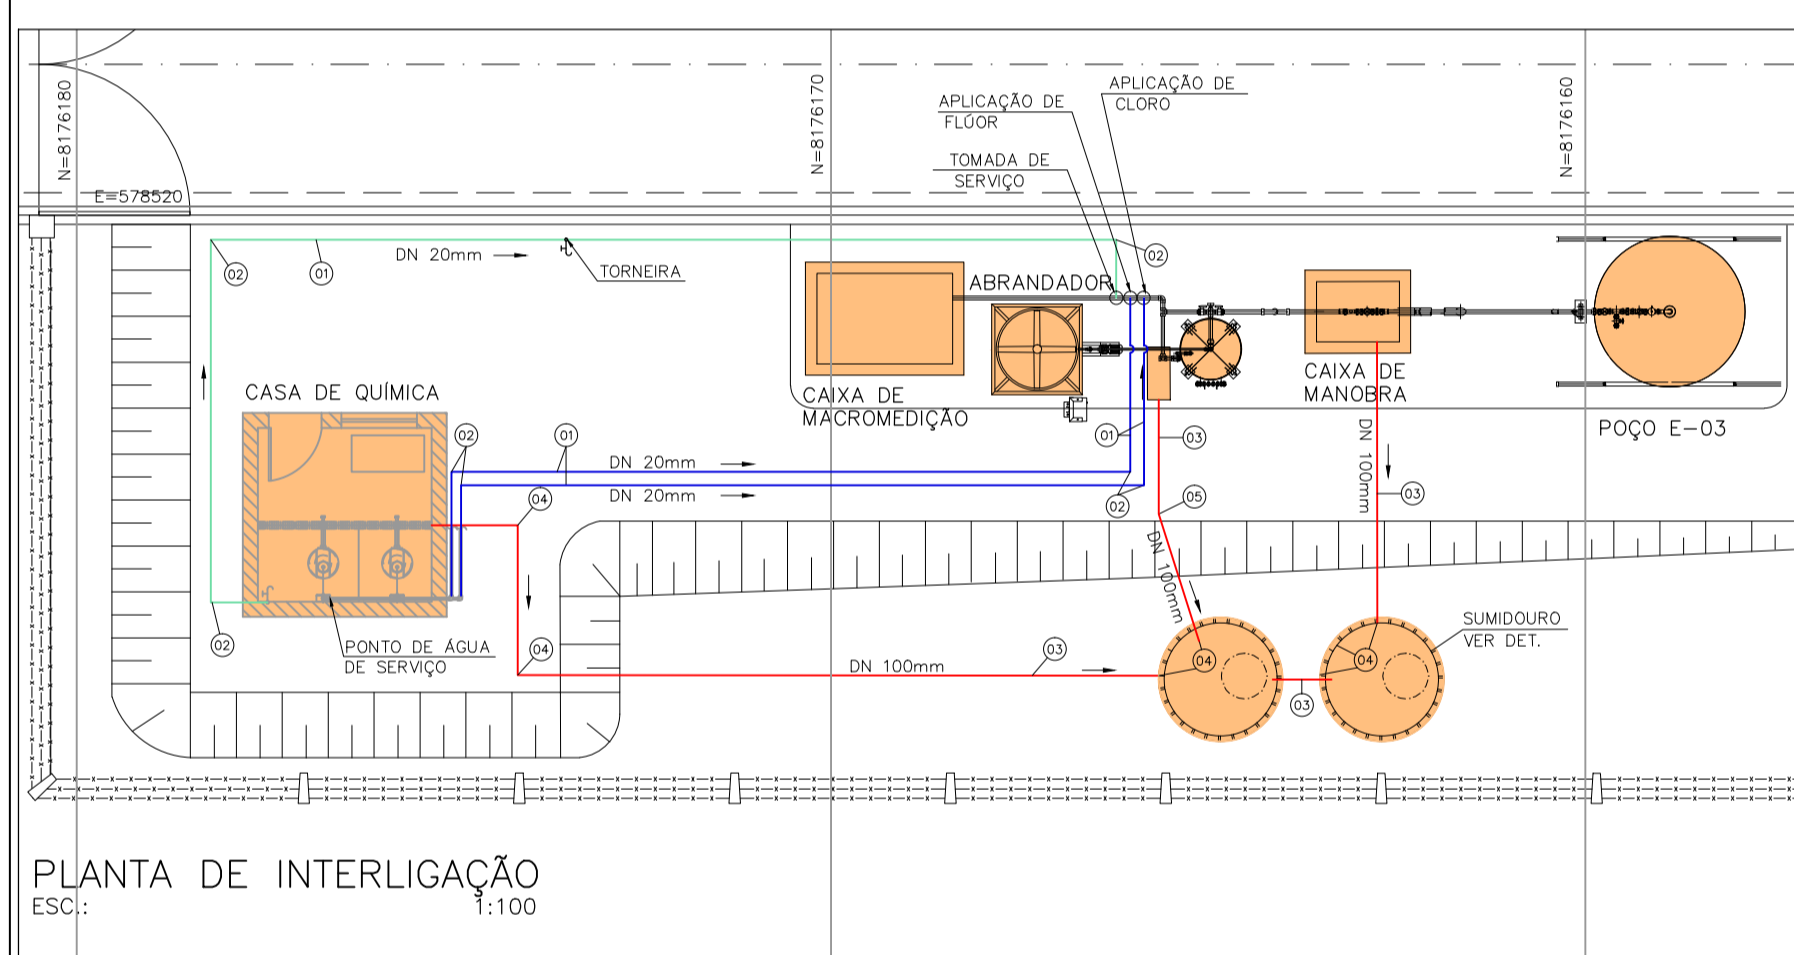 N=8176180
N=8176170
N=8176160
E=578520
APLICAÇÃO DE
FLÚOR
APLICAÇÃO DE
CLORO
TOMADA DE
SERVIÇO
DN 20mm
TORNEIRA
02
01
02
ABRANDADOR
CASA DE QUÍMICA
CAIXA DE
MACROMEDIÇÃO
CAIXA DE
MANOBRA
POÇO E-03
02
01
01
03
DN 20mm
DN 20mm
04
02
05
03
DN 100mm
DN 100mm
02
PONTO DE ÁGUA
DE SERVIÇO
04
DN 100mm
03
04
03
04
SUMIDOURO
VER DET.
PLANTA DE INTERLIGAÇÃO
ESC.: 1:100